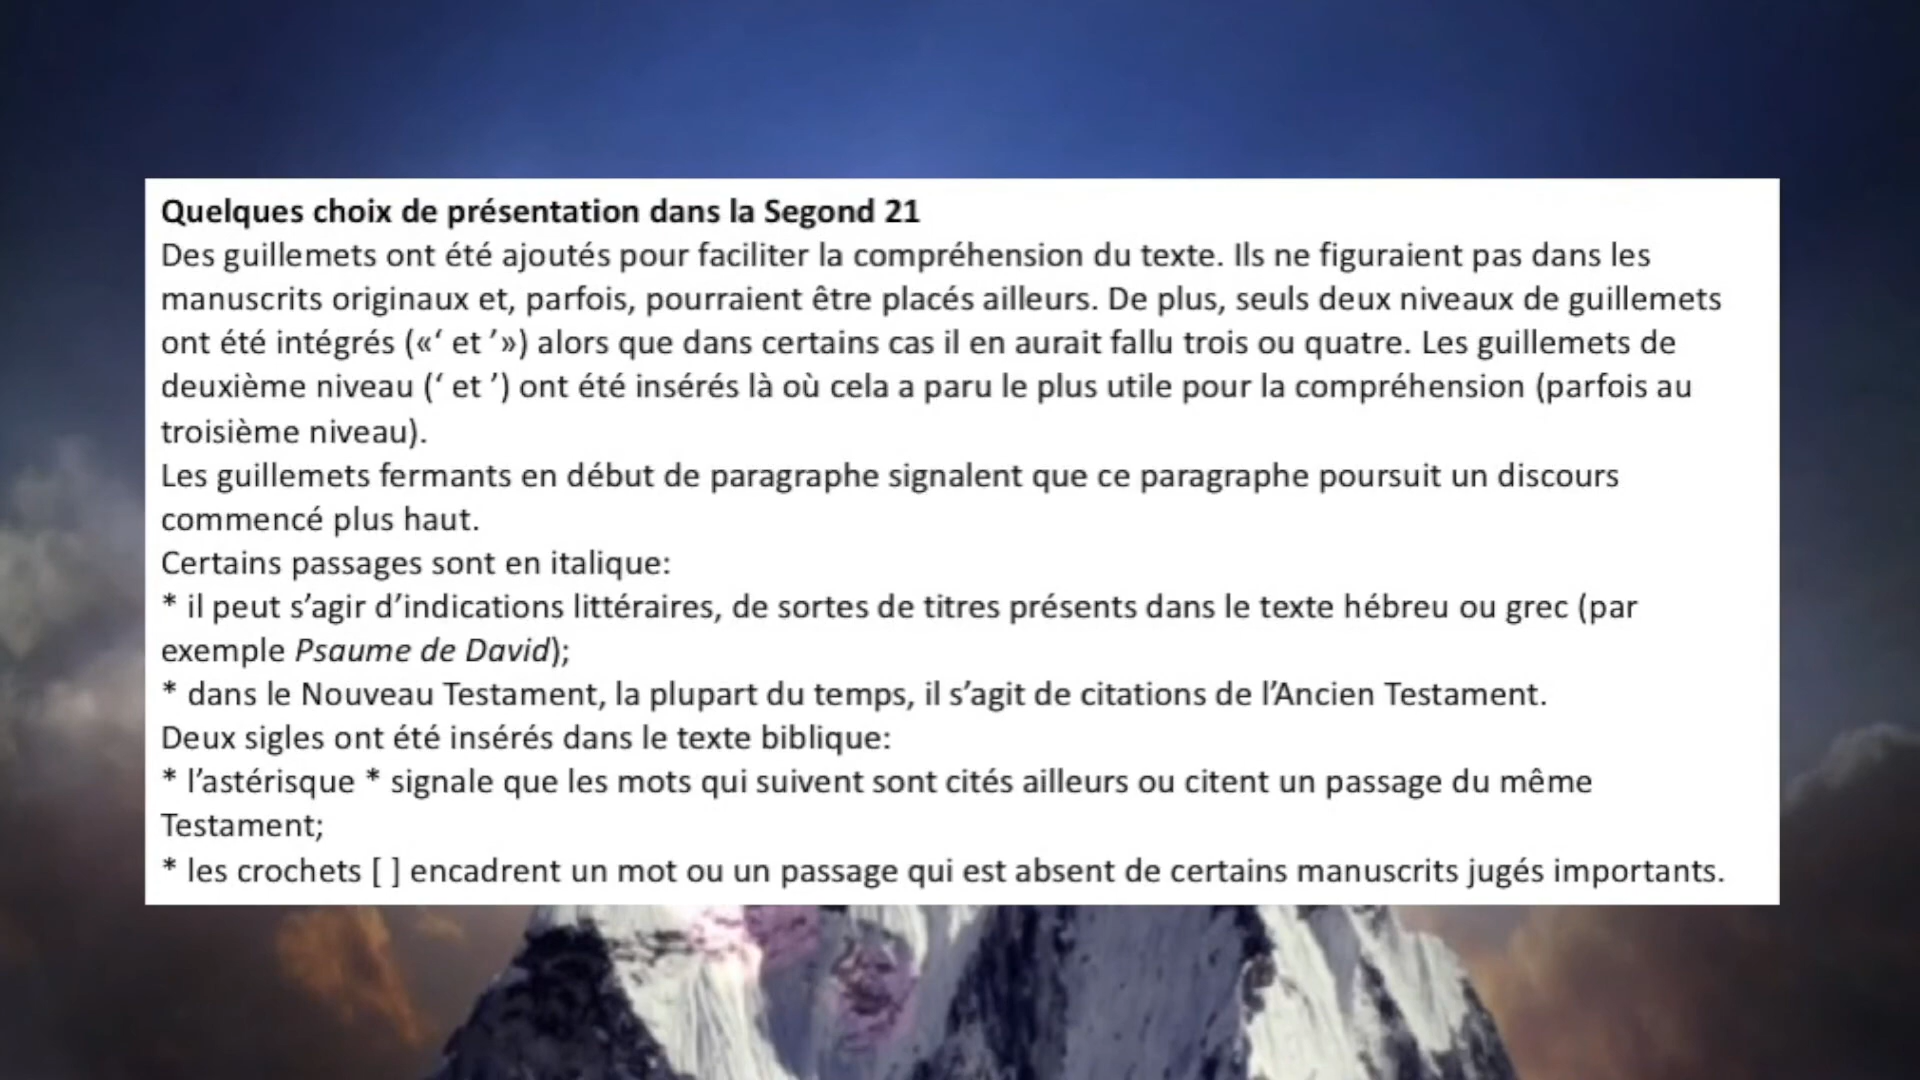 Quelques choix de présentation dans la Segond 21
Des guillemets ont été ajoutés pour faciliter la compréhension du texte. Ils ne figuraient pas dans les
manuscrits originaux et, parfois, pourraient être placés ailleurs. De plus, seuls deux niveaux de guillemets
ont été intégrés («‘ et ’») alors que dans certains cas il en aurait fallu trois ou quatre. Les guillemets de
deuxième niveau (‘ et ’) ont été insérés là où cela a paru le plus utile pour la compréhension (parfois au
troisième niveau).
Les guillemets fermants en début de paragraphe signalent que ce paragraphe poursuit un discours
commencé plus haut.
Certains passages sont en italique:
* il peut s’agir d’indications littéraires, de sortes de titres présents dans le texte hébreu ou grec (par
exemple Psaume de David);
* dans le Nouveau Testament, la plupart du temps, il s’agit de citations de l’Ancien Testament.
Deux sigles ont été insérés dans le texte biblique:
* l’astérisque * signale que les mots qui suivent sont cités ailleurs ou citent un passage du même
Testament;
* les crochets [ ] encadrent un mot ou un passage qui est absent de certains manuscrits jugés importants.